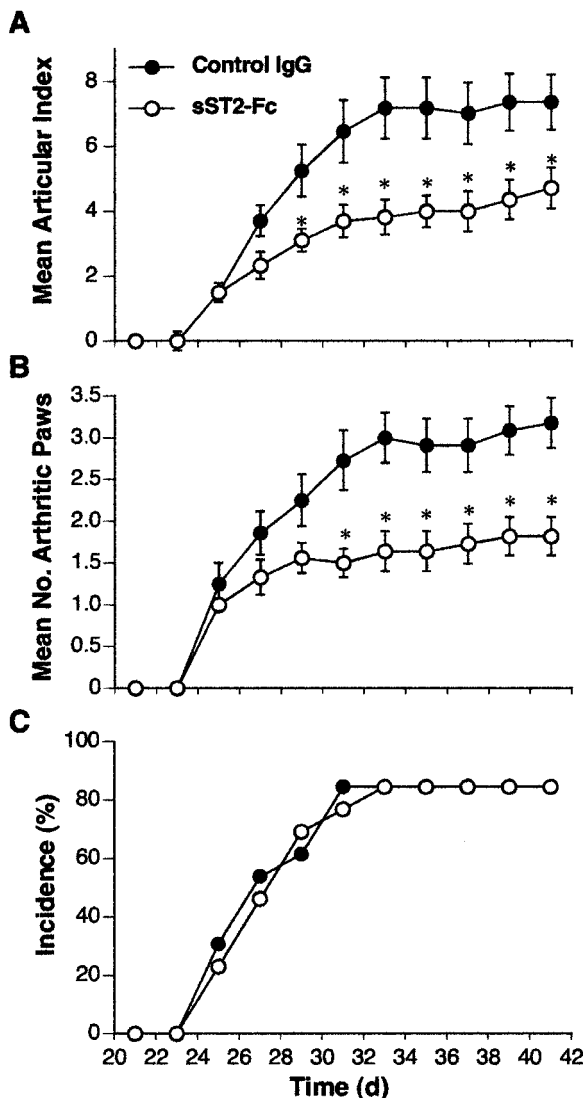 A
Mean Articular Index
8
6
4
2
0
Control IgG
sST2-Fc
* * * * * * *
B
Mean No. Arthritic Paws
3.5
3.0
2.5
2.0
1.5
1.0
0.5
0
* * * * * *
C
Incidence (%)
100
80
60
40
20
0
20 22 24 26 28 30 32 34 36 38 40 42
Time (d)